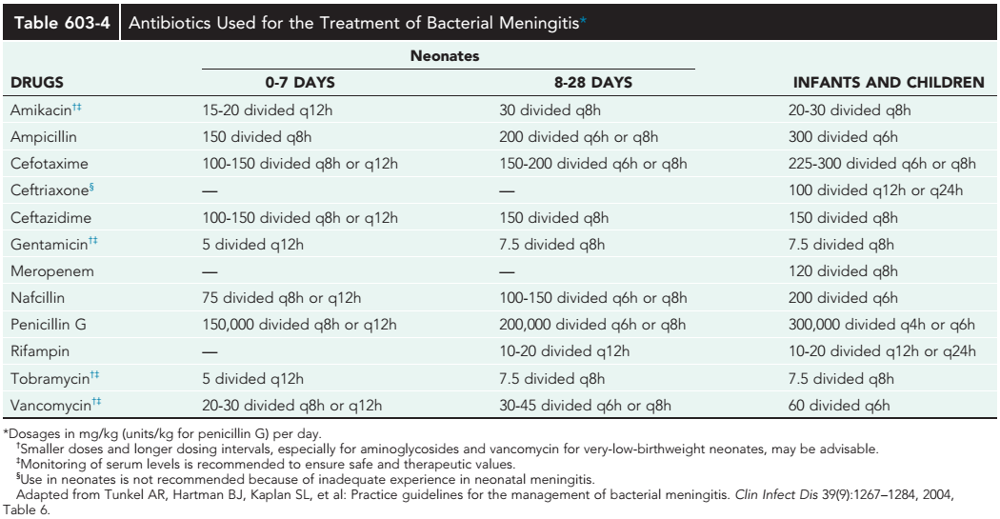 Table 603-4 Antibiotics Used for the Treatment of Bacterial Meningitis*
Neonates
DRUGS 0-7 DAYS 8-28 DAYS INFANTS AND CHILDREN
Amikacin†‡ 15-20 divided q12h 30 divided q8h 20-30 divided q8h
Ampicillin 150 divided q8h 200 divided q6h or q8h 300 divided q6h
Cefotaxime 100-150 divided q8h or q12h 150-200 divided q6h or q8h 225-300 divided q6h or q8h
Ceftriaxone§ — — 100 divided q12h or q24h
Ceftazidime 100-150 divided q8h or q12h 150 divided q8h 150 divided q8h
Gentamicin†‡ 5 divided q12h 7.5 divided q8h 7.5 divided q8h
Meropenem — — 120 divided q8h
Nafcillin 75 divided q8h or q12h 100-150 divided q6h or q8h 200 divided q6h
Penicillin G 150,000 divided q8h or q12h 200,000 divided q6h or q8h 300,000 divided q4h or q6h
Rifampin — 10-20 divided q12h 10-20 divided q12h or q24h
Tobramycin†‡ 5 divided q12h 7.5 divided q8h 7.5 divided q8h
Vancomycin†‡ 20-30 divided q8h or q12h 30-45 divided q6h or q8h 60 divided q6h
*Dosages in mg/kg (units/kg for penicillin G) per day.
†Smaller doses and longer dosing intervals, especially for aminoglycosides and vancomycin for very-low-birthweight neonates, may be advisable.
‡Monitoring of serum levels is recommended to ensure safe and therapeutic values.
§Use in neonates is not recommended because of inadequate experience in neonatal meningitis.
Adapted from Tunkel AR, Hartman BJ, Kaplan SL, et al: Practice guidelines for the management of bacterial meningitis. Clin Infect Dis 39(9):1267–1284, 2004,
Table 6.